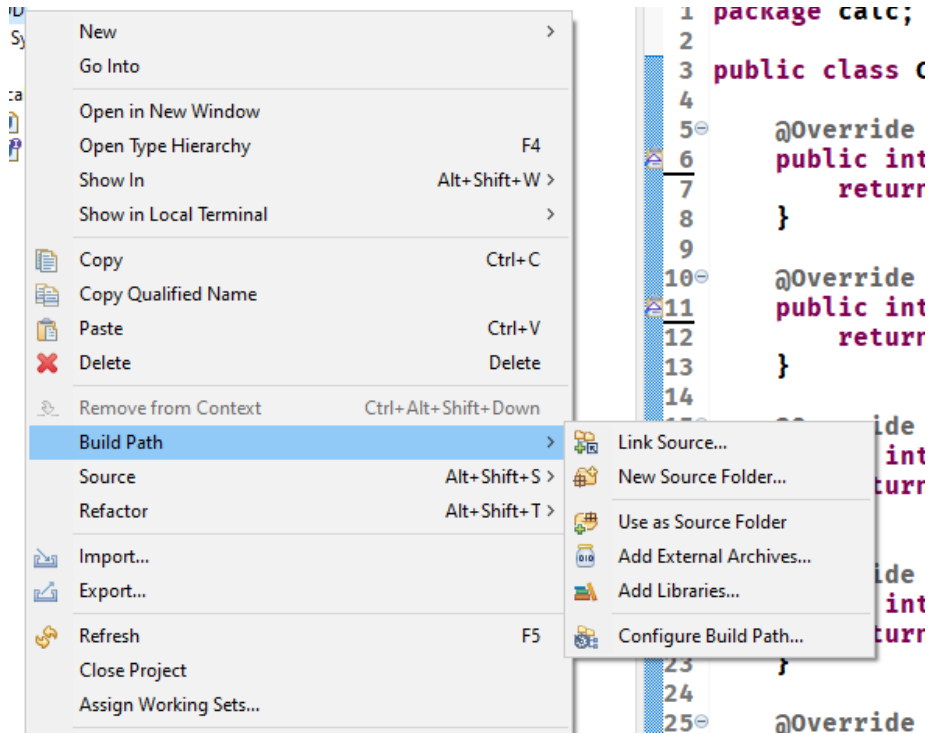 New >
Go Into
Open in New Window
Open Type Hierarchy F4
Show In Alt+Shift+W >
Show in Local Terminal >
Copy Ctrl+C
Copy Qualified Name
Paste Ctrl+V
Delete Delete
Remove from Context Ctrl+Alt+Shift+Down
Build Path >
Source Alt+Shift+S >
Refactor Alt+Shift+T >
Import...
Export...
Refresh F5
Close Project
Assign Working Sets...
Link Source...
New Source Folder...
Use as Source Folder
Add External Archives...
Add Libraries...
Configure Build Path...
1 package calc;
2
3 public class
4
5 @Override
6 public int
7 return
8 }
9
10 @Override
11 public int
12 return
13 }
14
23 }
24
25 @Override